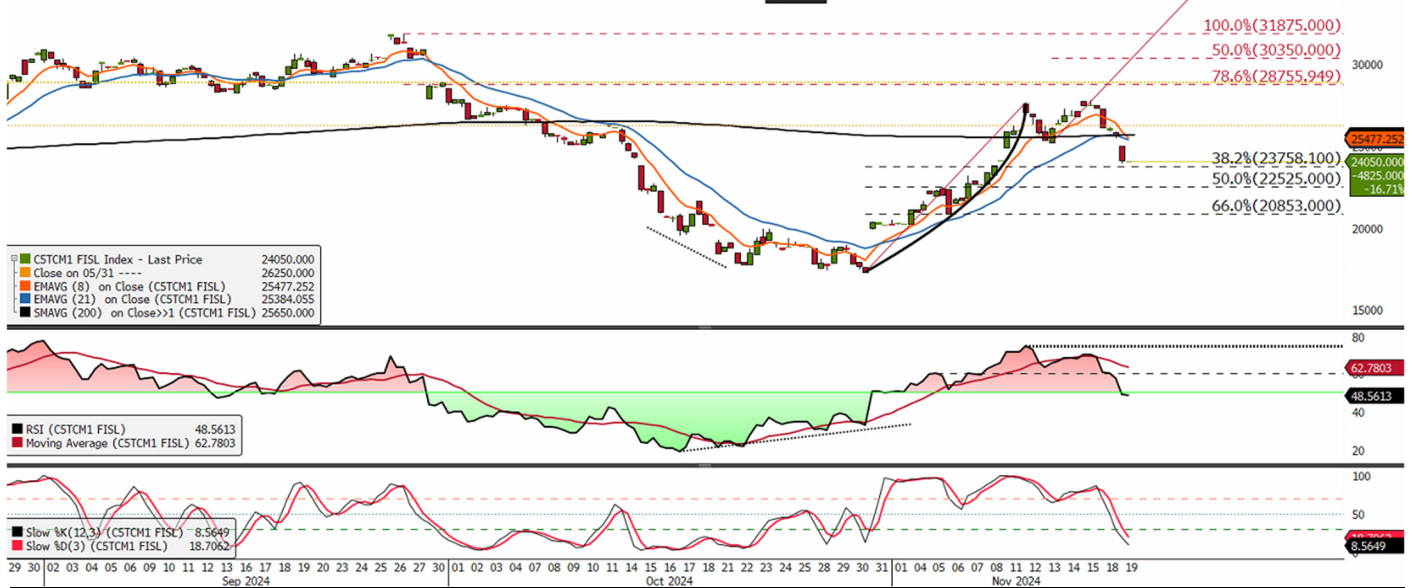 100.0%(31875.000)
50.0%(30350.000)
78.6%(28755.949)
30000
25477.252
38.2%(23758.100)
24050.000
-4825.000
-16.71%
50.0%(22525.000)
66.0%(20853.000)
20000
15000
C5TCM1 FISL Index - Last Price 24050.000
Close on 05/31 ---- 26250.000
EMAVG (8) on Close (C5TCM1 FISL) 25477.252
EMAVG (21) on Close (C5TCM1 FISL) 25384.055
SMAVG (200) on Close>>1 (C5TCM1 FISL) 25650.000
80
62.7803
48.5613
40
20
RSI (C5TCM1 FISL) 48.5613
Moving Average (C5TCM1 FISL) 62.7803
100
50
8.5649
Slow %K(12,3) (C5TCM1 FISL) 8.5649
Slow %D(3) (C5TCM1 FISL) 18.7062
29 30 02 03 04 05 06 09 10 11 12 13 16 17 18 19 20 23 24 25 26 27 30 01 02 03 04 07 08 09 10 11 14 15 16 17 18 21 22 23 24 25 28 29 30 31 01 04 05 06 07 08 11 12 13 14 15 18 19
Sep 2024 Oct 2024 Nov 2024